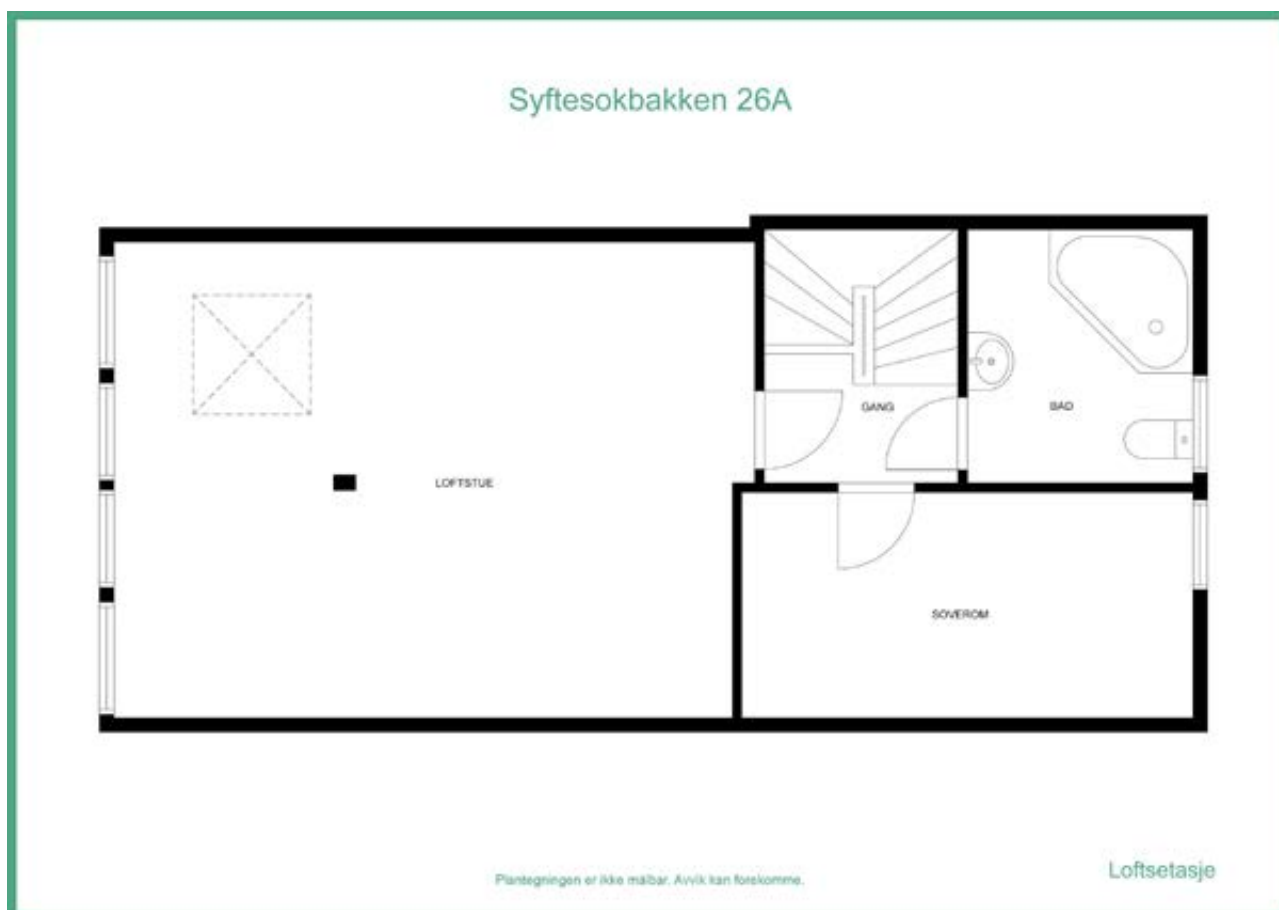 Syftesokbakken 26A
GANG
BAD
LOFTSTUE
SOVEROM
Loftsetasje
Plantegningen er ikke målbar. Avvik kan forekomme.